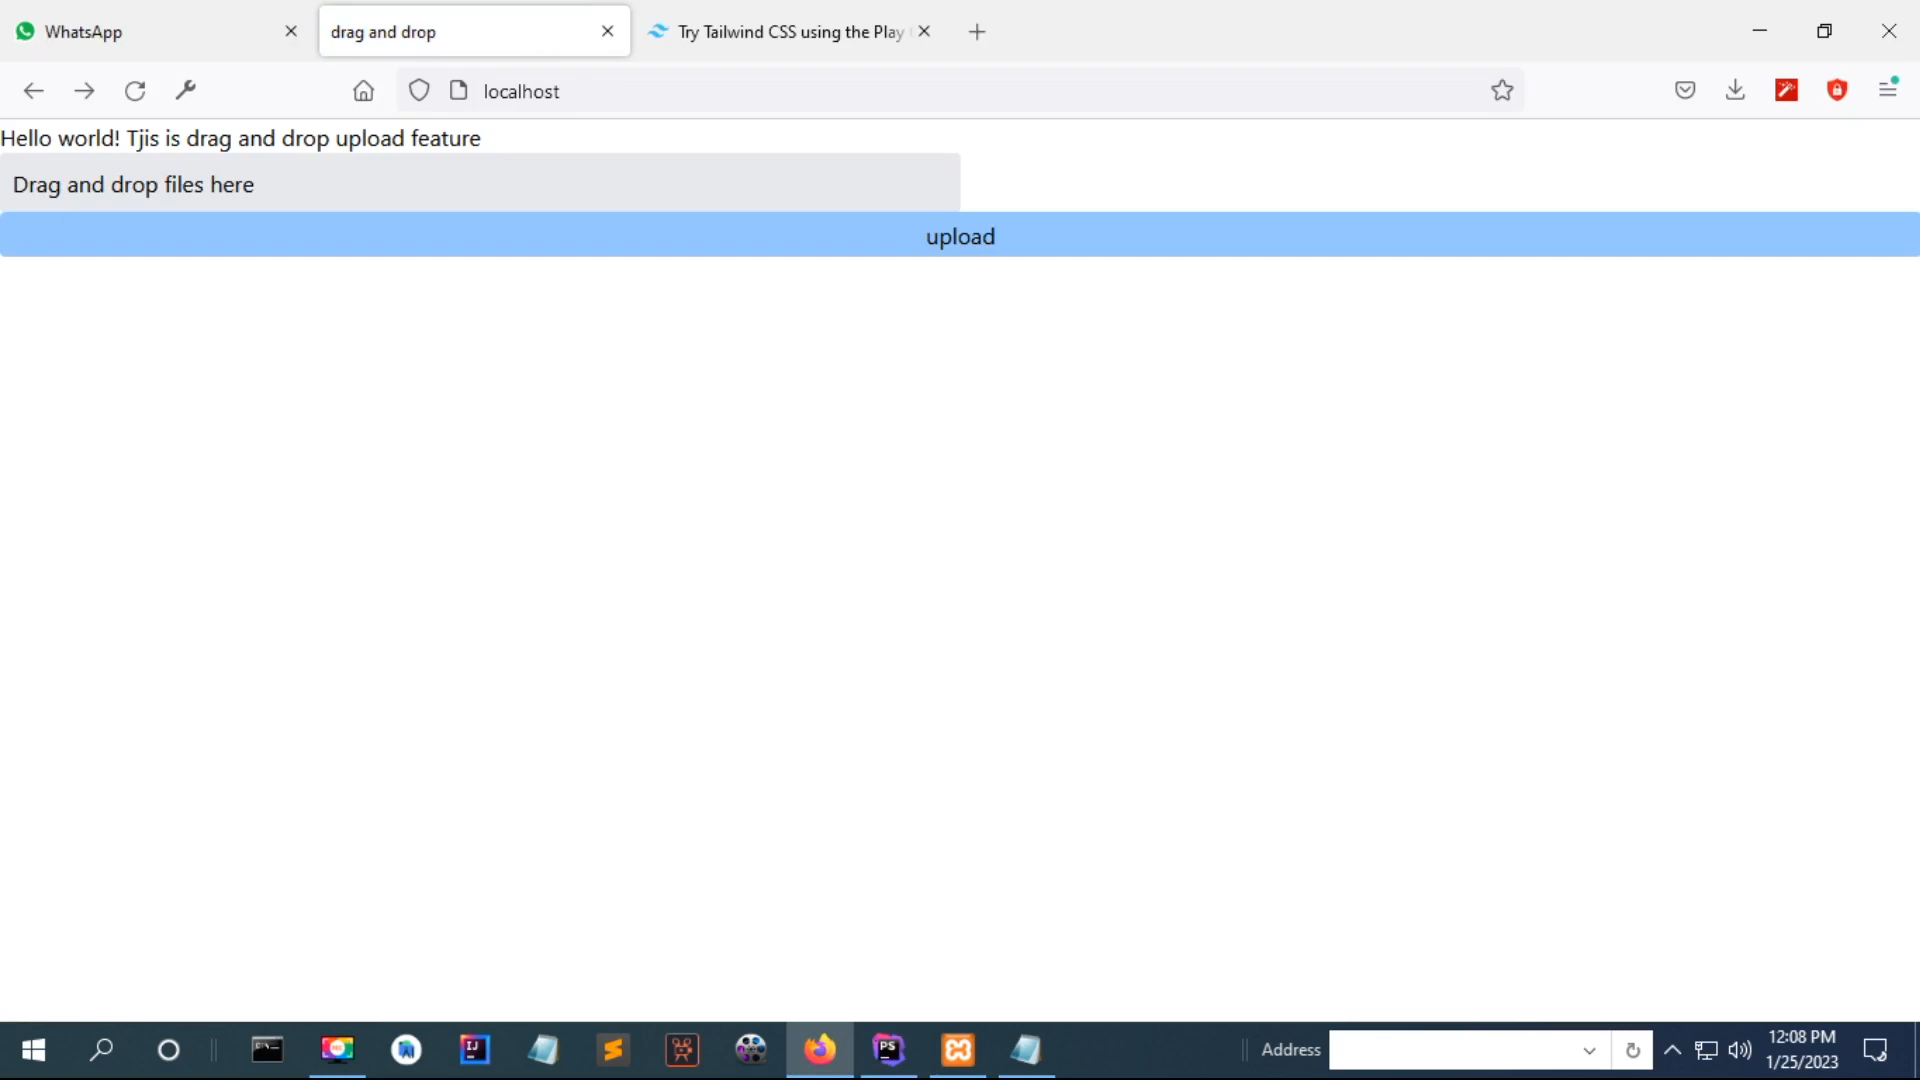 WhatsApp
drag and drop
Try Tailwind CSS using the Play
localhost
Hello world! Tjis is drag and drop upload feature
Drag and drop files here
upload
Address
12:08 PM
1/25/2023